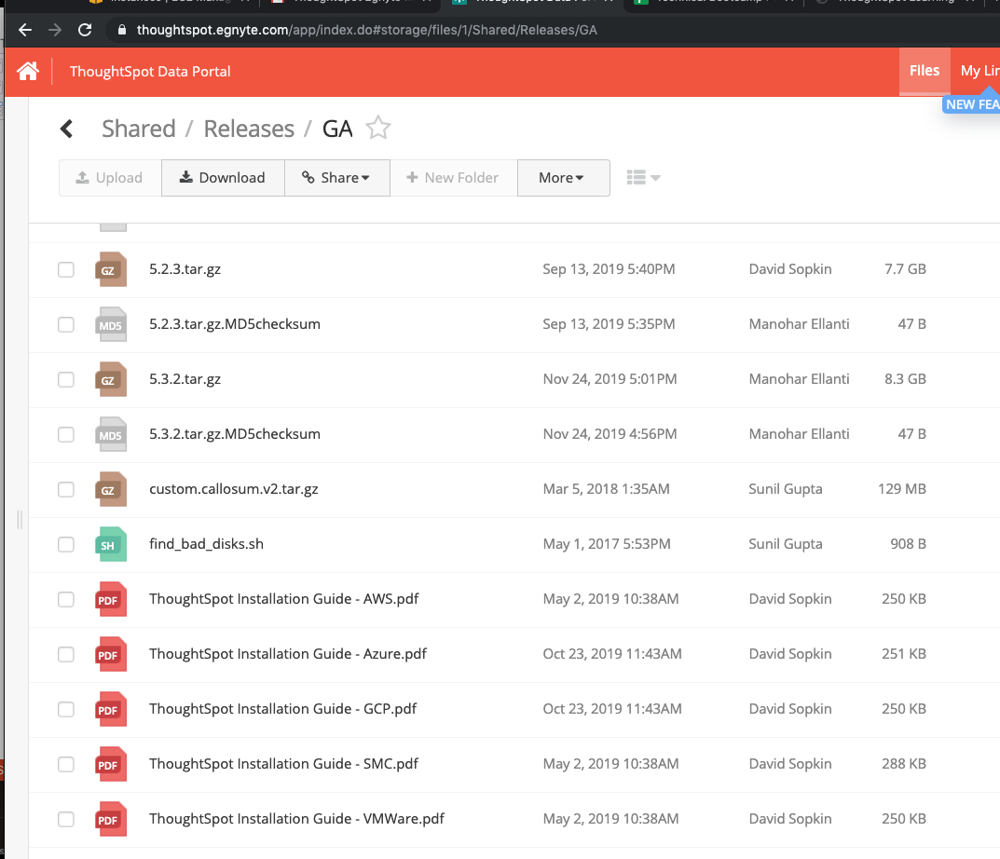 thoughtspot.egnyte.com/app/index.do#storage/files/1/Shared/Releases/GA
ThoughtSpot Data Portal
Files
My Lin
NEW FEA
Shared / Releases / GA
Upload
Download
Share
New Folder
More
GZ 5.2.3.tar.gz Sep 13, 2019 5:40PM David Sopkin 7.7 GB
MD5 5.2.3.tar.gz.MD5checksum Sep 13, 2019 5:35PM Manohar Ellanti 47 B
GZ 5.3.2.tar.gz Nov 24, 2019 5:01PM Manohar Ellanti 8.3 GB
MD5 5.3.2.tar.gz.MD5checksum Nov 24, 2019 4:56PM Manohar Ellanti 47 B
GZ custom.callosum.v2.tar.gz Mar 5, 2018 1:35AM Sunil Gupta 129 MB
SH find_bad_disks.sh May 1, 2017 5:53PM Sunil Gupta 908 B
PDF ThoughtSpot Installation Guide - AWS.pdf May 2, 2019 10:38AM David Sopkin 250 KB
PDF ThoughtSpot Installation Guide - Azure.pdf Oct 23, 2019 11:43AM David Sopkin 251 KB
PDF ThoughtSpot Installation Guide - GCP.pdf Oct 23, 2019 11:43AM David Sopkin 250 KB
PDF ThoughtSpot Installation Guide - SMC.pdf May 2, 2019 10:38AM David Sopkin 288 KB
PDF ThoughtSpot Installation Guide - VMWare.pdf May 2, 2019 10:38AM David Sopkin 250 KB